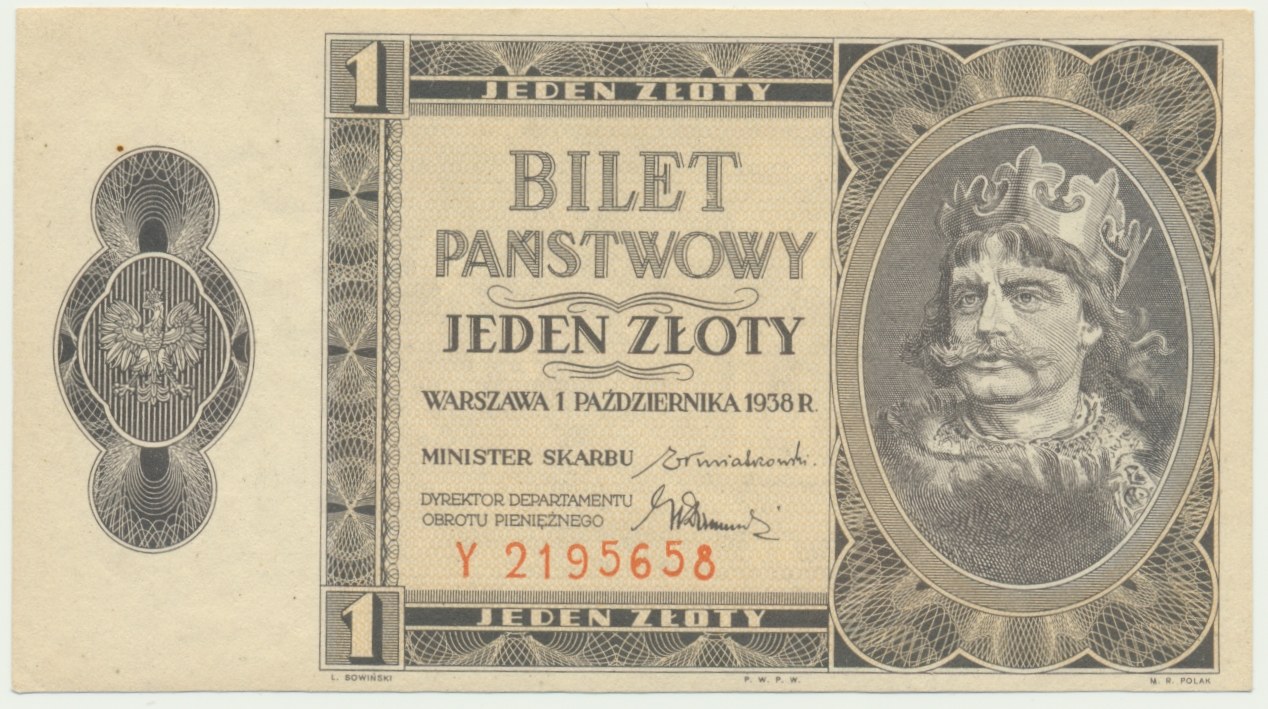 1
JEDEN ZŁOTY
BILET
PAŃSTWOWY
JEDEN ZŁOTY
WARSZAWA 1 PAŹDZIERNIKA 1938 R.
MINISTER SKARBU
DYREKTOR DEPARTAMENTU
OBROTU PIENIĘŻNEGO
Y 2195658
1
JEDEN ZŁOTY
L. SOWIŃSKI
P. W. P. W.
M. R. POLAK